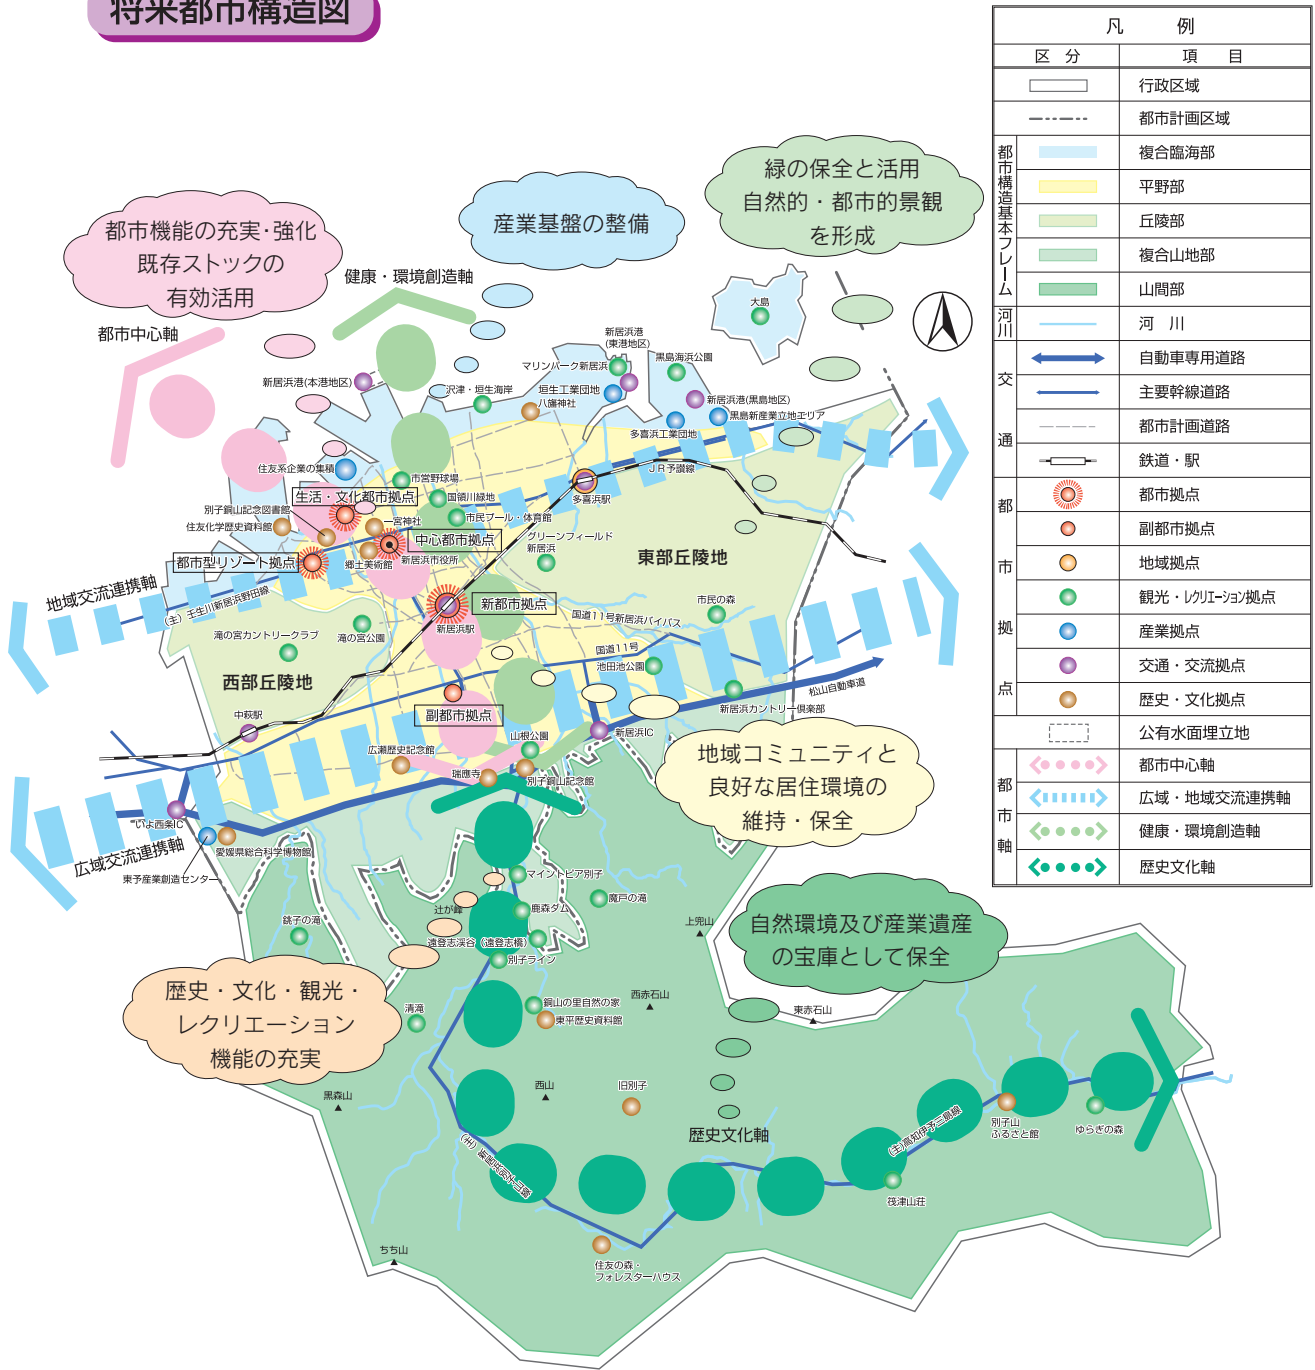 将来都市構造図
凡　例
区　分　項　目
行政区域
都市計画区域
都市構造基本フレーム
複合臨海部
平野部
丘陵部
複合山地部
山間部
河川
河　川
交通
自動車専用道路
主要幹線道路
都市計画道路
鉄道・駅
都市拠点
都市拠点
副都市拠点
地域拠点
観光・レクリエーション拠点
産業拠点
交通・交流拠点
歴史・文化拠点
公有水面埋立地
都市軸
都市中心軸
広域・地域交流連携軸
健康・環境創造軸
歴史文化軸
緑の保全と活用
自然的・都市的景観
を形成
産業基盤の整備
都市機能の充実・強化
既存ストックの
有効活用
健康・環境創造軸
都市中心軸
大島
新居浜港
(東港地区)
マリンパーク新居浜
黒島海浜公園
新居浜港(本港地区)
沢津・垣生海岸
垣生工業団地
八旛神社
新居浜港(黒島地区)
黒島新産業立地エリア
多喜浜工業団地
住友系企業の集積
市営野球場
ＪＲ予讃線
生活・文化都市拠点
国領川緑地
多喜浜駅
別子銅山記念図書館
市民プール・体育館
住友化学歴史資料館
一宮神社
中心都市拠点
グリーンフィールド
新居浜
都市型リゾート拠点
郷土美術館
新居浜市役所
東部丘陵地
地域交流連携軸
(主) 壬生川新居浜野田線
新都市拠点
市民の森
新居浜駅
国道11号新居浜バイパス
滝の宮カントリークラブ
滝の宮公園
国道11号
池田池公園
西部丘陵地
松山自動車道
新居浜カントリー倶楽部
中萩駅
副都市拠点
山根公園
新居浜IC
広瀬歴史記念館
瑞應寺
別子銅山記念館
地域コミュニティと
良好な居住環境の
維持・保全
いよ西条IC
愛媛県総合科学博物館
広域交流連携軸
東予産業創造センター
マイントピア別子
魔戸の滝
辻が峰
鹿森ダム
銚子の滝
遠登志渓谷（遠登志橋）
別子ライン
上兜山
自然環境及び産業遺産
の宝庫として保全
歴史・文化・観光・
レクリエーション
機能の充実
清滝
銅山の里自然の家
東平歴史資料館
西赤石山
東赤石山
黒森山
西山
旧別子
歴史文化軸
(主) 新居浜別子山線
(主)高知伊予三島線
別子山
ふるさと館
ゆらぎの森
筏津山荘
ちち山
住友の森・
フォレスターハウス